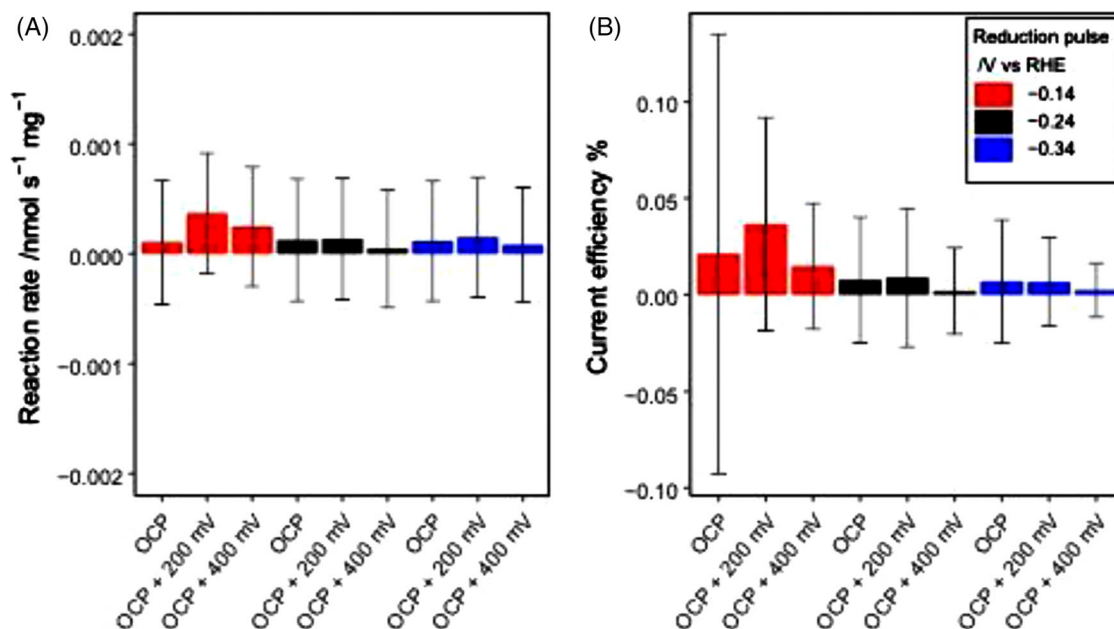 (A)
Reaction rate /nmol s⁻¹ mg⁻¹
0.002
0.001
0.000
−0.001
−0.002
OCP
OCP + 200 mV
OCP + 400 mV
OCP
OCP + 200 mV
OCP + 400 mV
OCP
OCP + 200 mV
OCP + 400 mV
(B)
Current efficiency %
0.10
0.05
0.00
−0.05
−0.10
Reduction pulse
/V vs RHE
−0.14
−0.24
−0.34
OCP
OCP + 200 mV
OCP + 400 mV
OCP
OCP + 200 mV
OCP + 400 mV
OCP
OCP + 200 mV
OCP + 400 mV